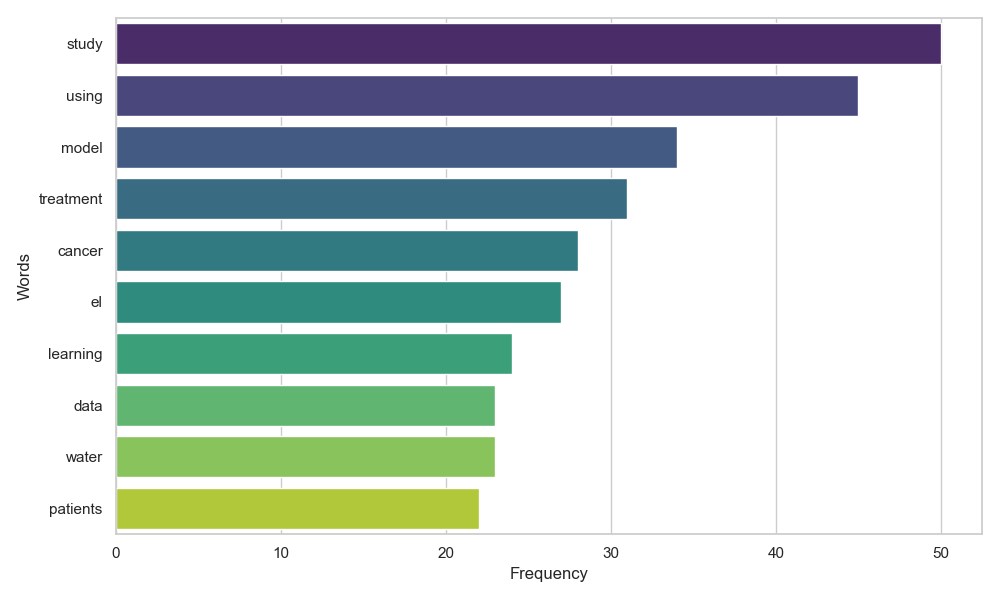 study
using
model
treatment
cancer
el
learning
data
water
patients
Words
0 10 20 30 40 50
Frequency